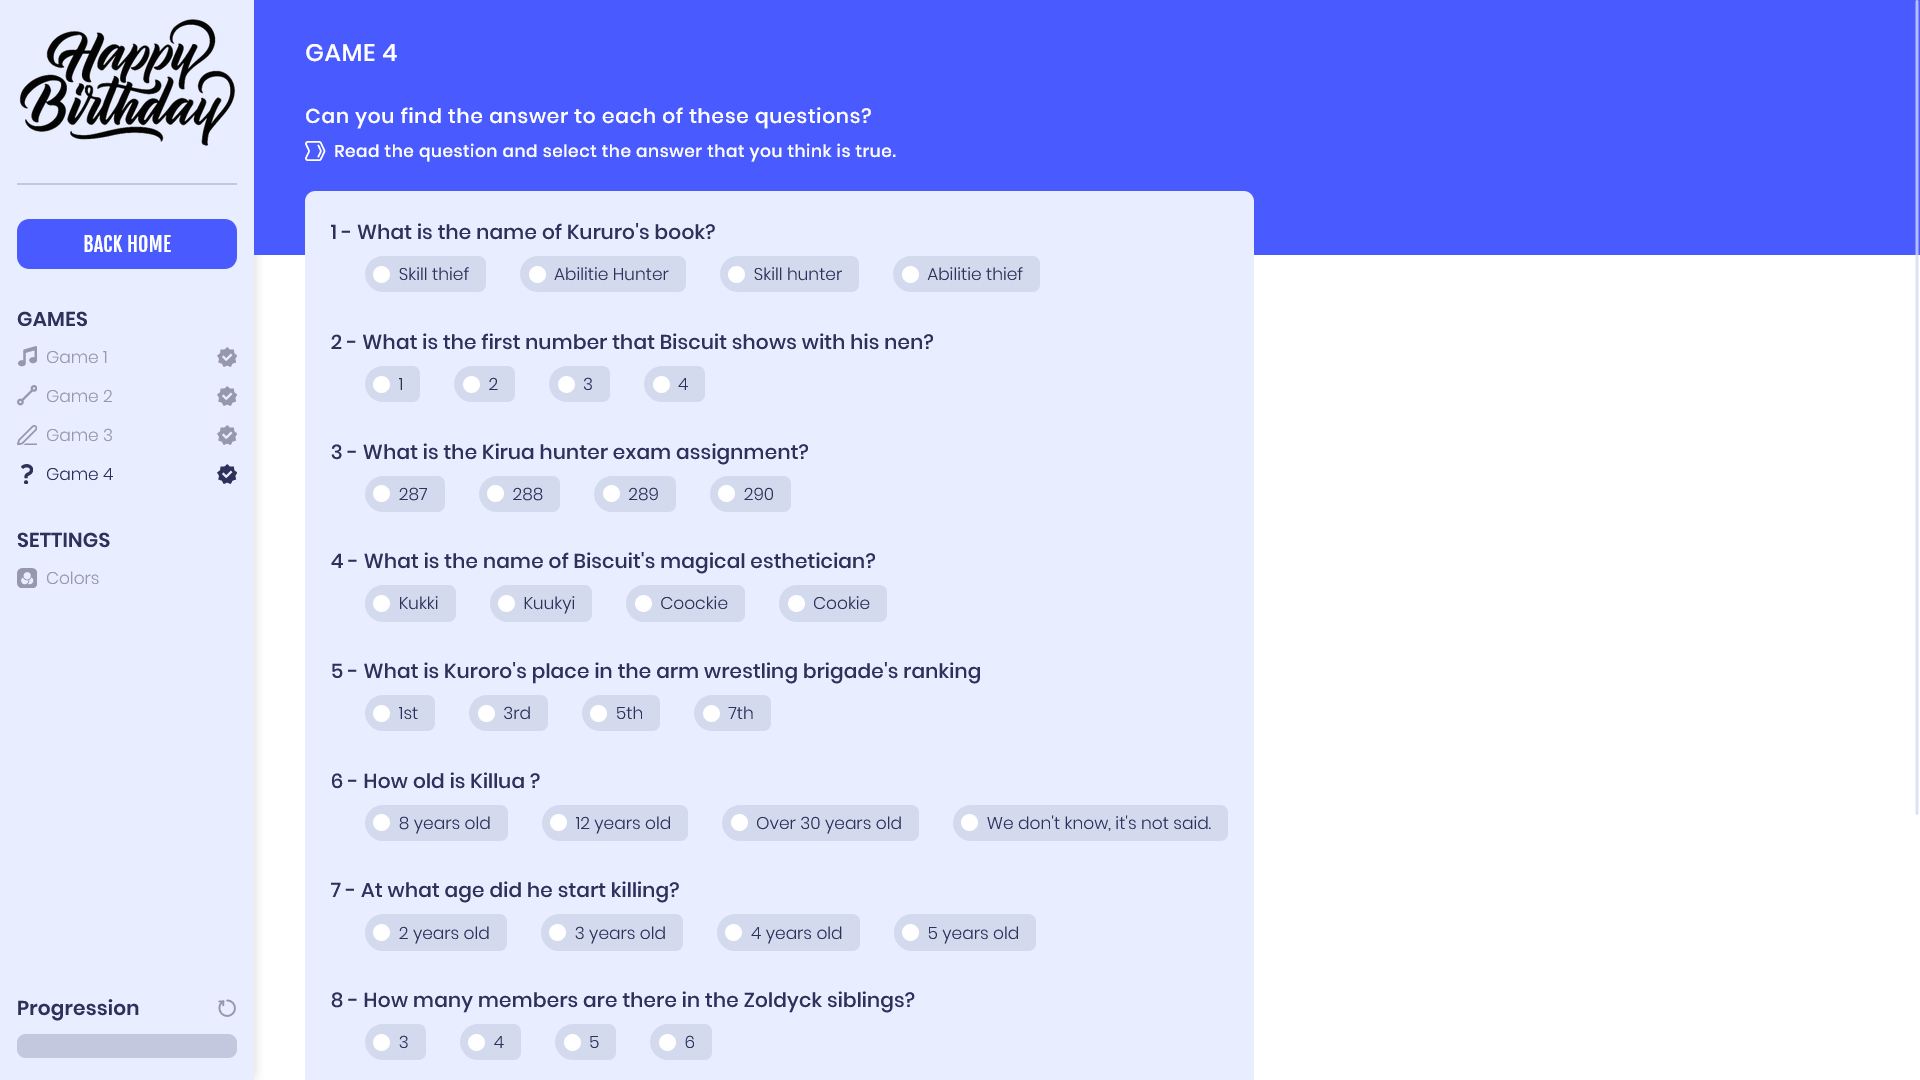 Happy
Birthday
BACK HOME
GAMES
Game 1
Game 2
Game 3
Game 4
SETTINGS
Colors
Progression
GAME 4
Can you find the answer to each of these questions?
Read the question and select the answer that you think is true.
1 - What is the name of Kururo's book?
Skill thief Abilitie Hunter Skill hunter Abilitie thief
2 - What is the first number that Biscuit shows with his nen?
1 2 3 4
3 - What is the Kirua hunter exam assignment?
287 288 289 290
4 - What is the name of Biscuit's magical esthetician?
Kukki Kuukyi Coockie Cookie
5 - What is Kuroro's place in the arm wrestling brigade's ranking
1st 3rd 5th 7th
6 - How old is Killua ?
8 years old 12 years old Over 30 years old We don't know, it's not said.
7 - At what age did he start killing?
2 years old 3 years old 4 years old 5 years old
8 - How many members are there in the Zoldyck siblings?
3 4 5 6